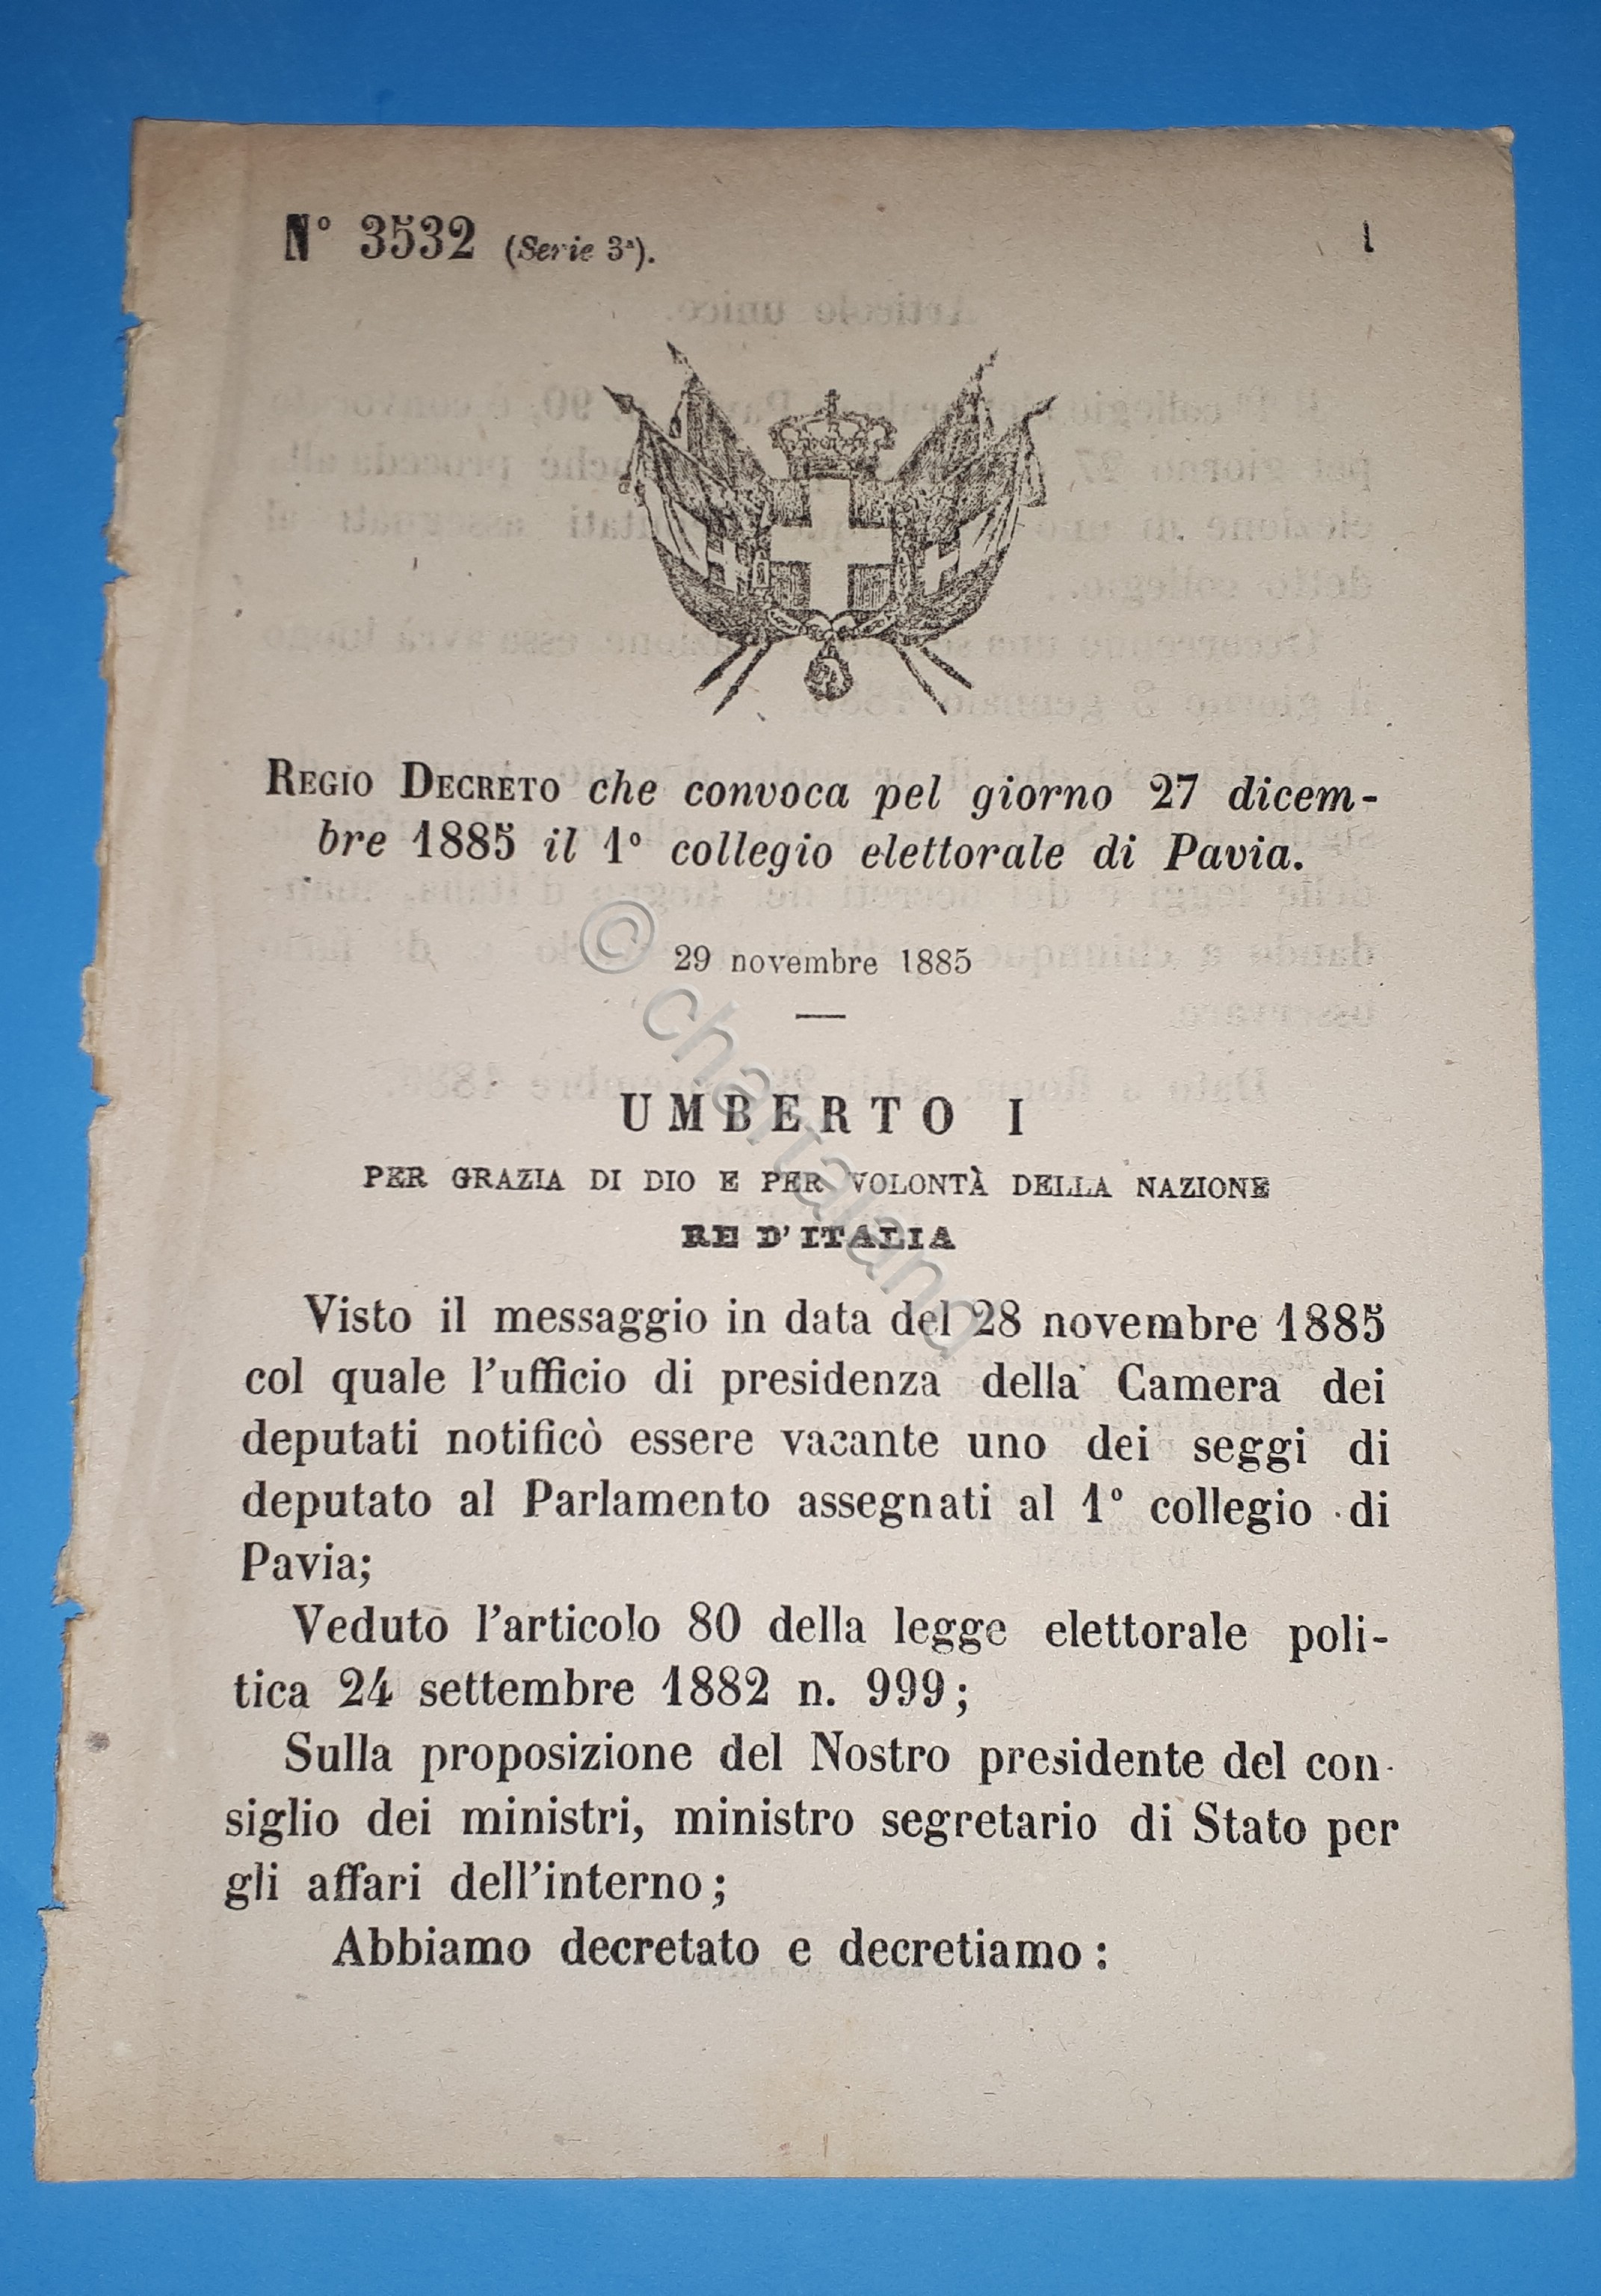 N° 3532 (Serie 3ª).
1
REGIO DECRETO che convoca pel giorno 27 dicem-
bre 1885 il 1° collegio elettorale di Pavia.
29 novembre 1885
UMBERTO I
PER GRAZIA DI DIO E PER VOLONTÀ DELLA NAZIONE
RE D'ITALIA
Visto il messaggio in data del 28 novembre 1885
col quale l'ufficio di presidenza della Camera dei
deputati notificò essere vacante uno dei seggi di
deputato al Parlamento assegnati al 1° collegio di
Pavia;
Veduto l'articolo 80 della legge elettorale poli-
tica 24 settembre 1882 n. 999;
Sulla proposizione del Nostro presidente del con-
siglio dei ministri, ministro segretario di Stato per
gli affari dell'interno;
Abbiamo decretato e decretiamo:
© chartaland